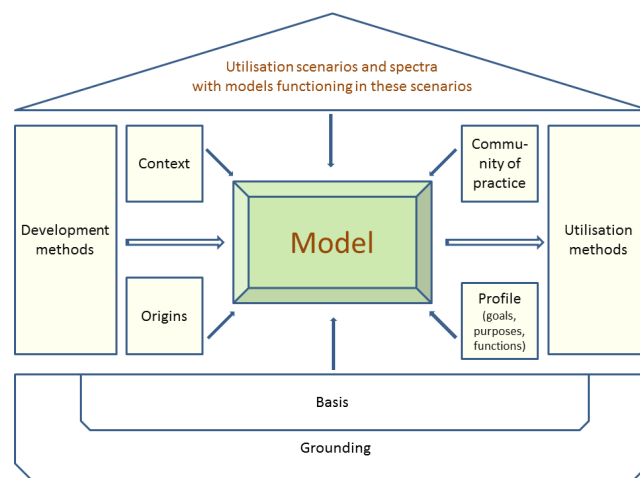 Utilisation scenarios and spectra
with models functioning in these scenarios
Development
methods
Context
Origins
Model
Commu-
nity of
practice
Profile
(goals,
purposes,
functions)
Utilisation
methods
Basis
Grounding